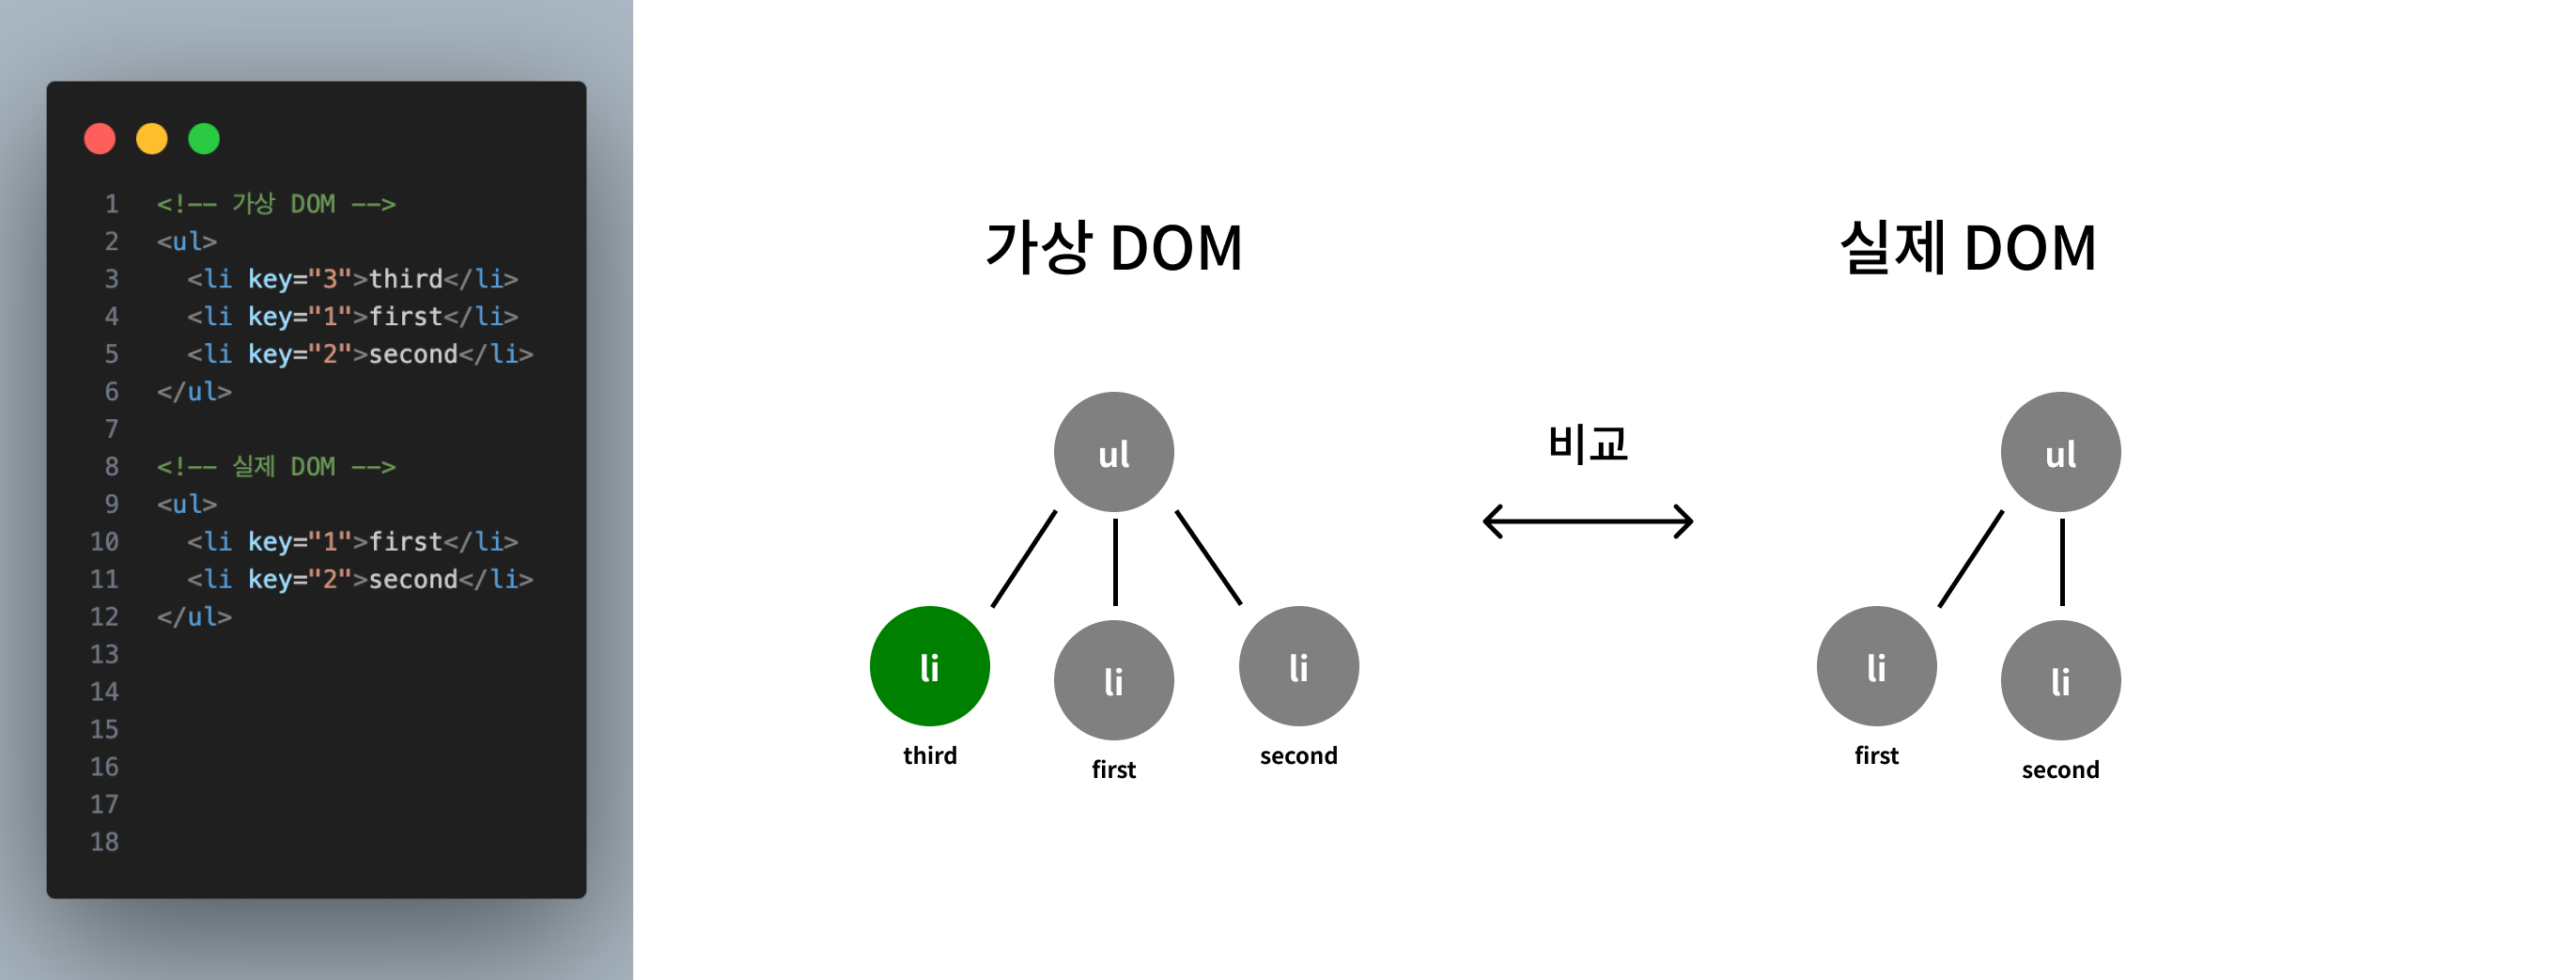 1 <!-- 가상 DOM -->
2 <ul>
3 <li key="3">third</li>
4 <li key="1">first</li>
5 <li key="2">second</li>
6 </ul>
7
8 <!-- 실제 DOM -->
9 <ul>
10 <li key="1">first</li>
11 <li key="2">second</li>
12 </ul>
13
14
15
16
17
18
가상 DOM
ul
li
li
li
third
first
second
비교
실제 DOM
ul
li
li
first
second